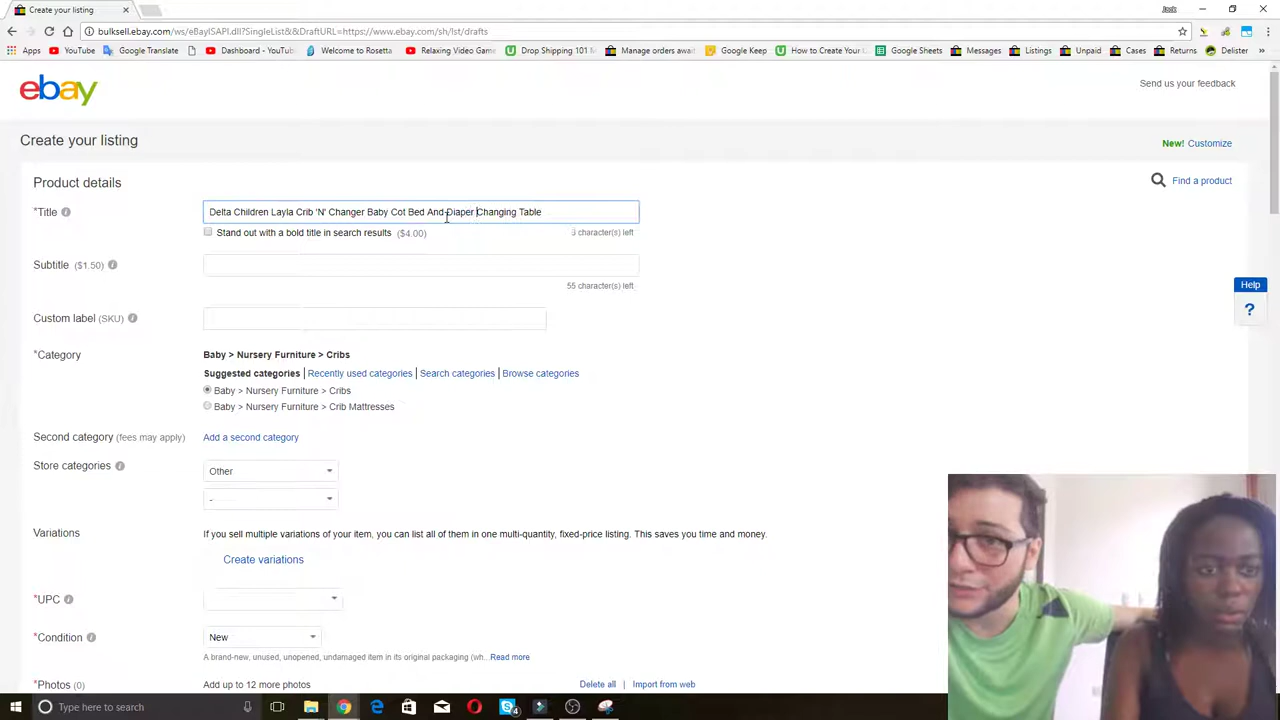 Create your listing
bulksell.ebay.com/ws/eBayISAPI.dll?SingleList&&DraftURL=https://www.ebay.com/sh/lst/drafts
Apps YouTube Google Translate Dashboard - YouTube Welcome to Rosetta Relaxing Video Game Drop Shipping 101 M How to Create Your Manage orders await Google Keep Google Sheets Messages Listings Unpaid Cases Returns Delister
ebay
Send us your feedback
Create your listing
New! Customize
Product details
Find a product
*Title
Delta Children Layla Crib 'N' Changer Baby Cot Bed And Diaper Changing Table
Stand out with a bold title in search results ($4.00)
character(s) left
Subtitle ($1.50)
55 character(s) left
Help
?
Custom label (SKU)
*Category
Baby > Nursery Furniture > Cribs
Suggested categories | Recently used categories | Search categories | Browse categories
Baby > Nursery Furniture > Cribs
Baby > Nursery Furniture > Crib Mattresses
Second category (fees may apply)
Add a second category
Store categories
Other
-
Variations
If you sell multiple variations of your item, you can list all of them in one multi-quantity, fixed-price listing. This saves you time and money.
Create variations
*UPC
*Condition
New
A brand-new, unused, unopened, undamaged item in its original packaging (wh... Read more
*Photos (0)
Add up to 12 more photos
Delete all | Import from web
Type here to search
4